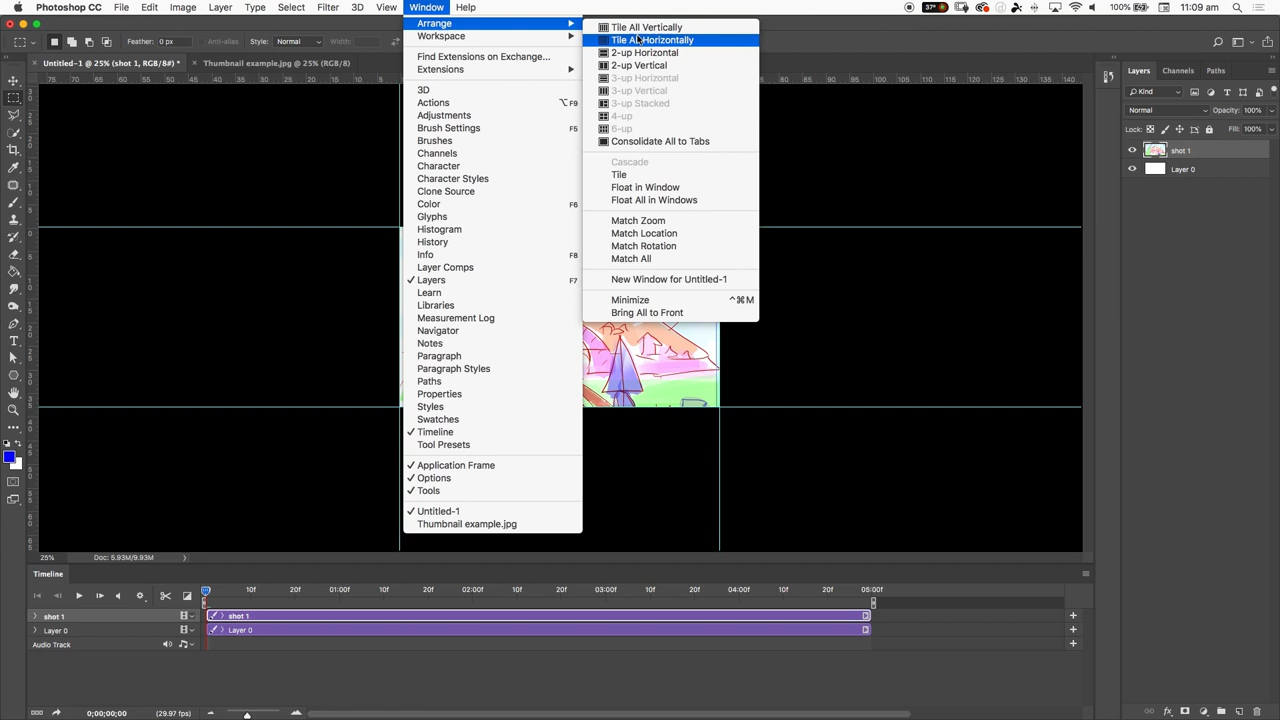 Photoshop CC File Edit Image Layer Type Select Filter 3D View Window Help 37° 100% 11:09 am
Feather: 0 px Style: Normal Width:
Untitled-1 @ 25% (shot 1, RGB/8#) * Thumbnail example.jpg @ 25% (RGB/8)
Arrange
Workspace
Find Extensions on Exchange...
Extensions
3D
Actions ⌥F9
Adjustments
Brush Settings F5
Brushes
Channels
Character
Character Styles
Clone Source
Color F6
Glyphs
Histogram
History
Info F8
Layer Comps
✓ Layers F7
Learn
Libraries
Measurement Log
Navigator
Notes
Paragraph
Paragraph Styles
Paths
Properties
Styles
Swatches
✓ Timeline
Tool Presets
✓ Application Frame
✓ Options
✓ Tools
✓ Untitled-1
Thumbnail example.jpg
Tile All Vertically
Tile All Horizontally
2-up Horizontal
2-up Vertical
3-up Horizontal
3-up Vertical
3-up Stacked
4-up
6-up
Consolidate All to Tabs
Cascade
Tile
Float in Window
Float All in Windows
Match Zoom
Match Location
Match Rotation
Match All
New Window for Untitled-1
Minimize ^⌘M
Bring All to Front
Layers Channels Paths
Kind
Normal Opacity: 100%
Lock: Fill: 100%
shot 1
Layer 0
25% Doc: 5.93M/9.93M
Timeline
10f 20f 01:00f 10f 20f 02:00f 10f 20f 03:00f 10f 20f 04:00f 10f 20f 05:00f
shot 1 shot 1
Layer 0 Layer 0
Audio Track
0;00;00;00 (29.97 fps)